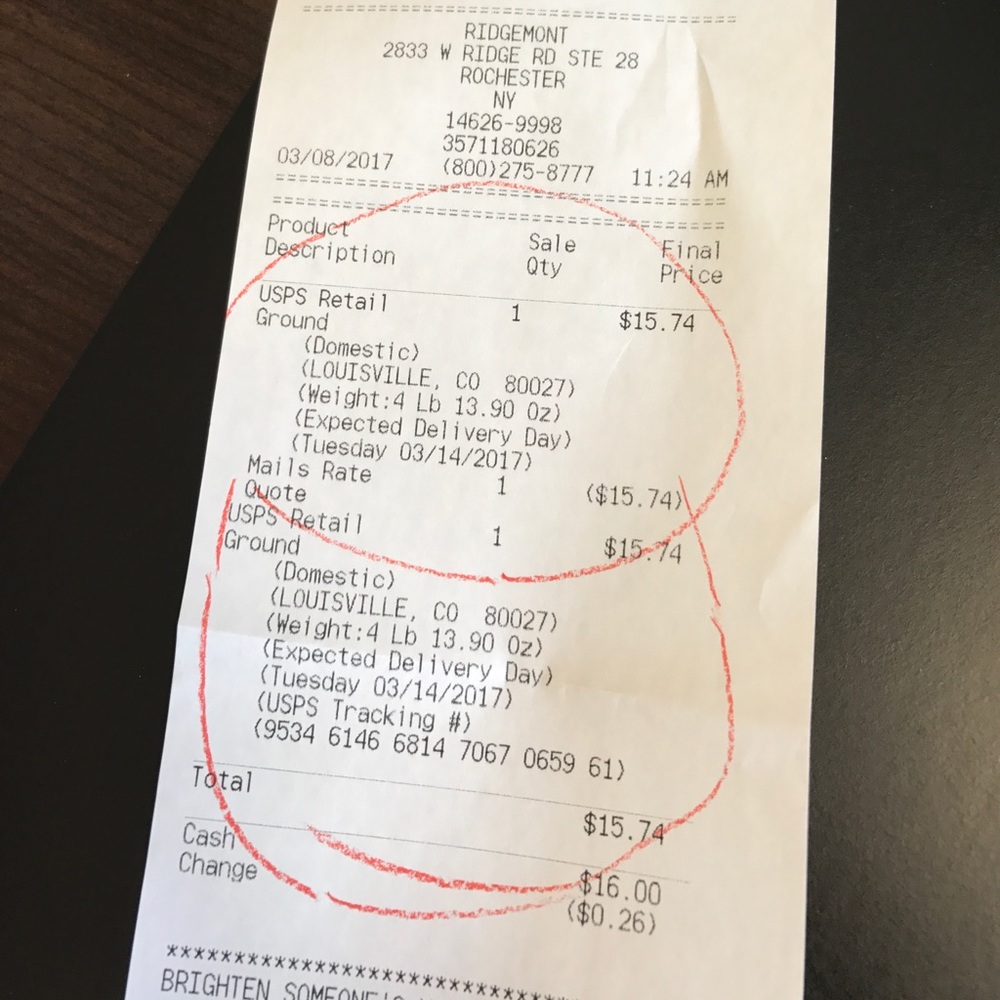 RIDGEMONT
2833 W RIDGE RD STE 28
ROCHESTER
NY
14626-9998
3571180626
03/08/2017 (800)275-8777 11:24 AM
Product Description Sale Qty Final Price
USPS Retail Ground 1 $15.74
(Domestic)
(LOUISVILLE, CO 80027)
(Weight:4 Lb 13.90 Oz)
(Expected Delivery Day)
(Tuesday 03/14/2017)
Mails Rate Quote 1 ($15.74)
USPS Retail Ground 1 $15.74
(Domestic)
(LOUISVILLE, CO 80027)
(Weight:4 Lb 13.90 Oz)
(Expected Delivery Day)
(Tuesday 03/14/2017)
(USPS Tracking #)
(9534 6146 6814 7067 0659 61)
Total $15.74
Cash $16.00
Change ($0.26)
BRIGHTEN SOMEONE'S